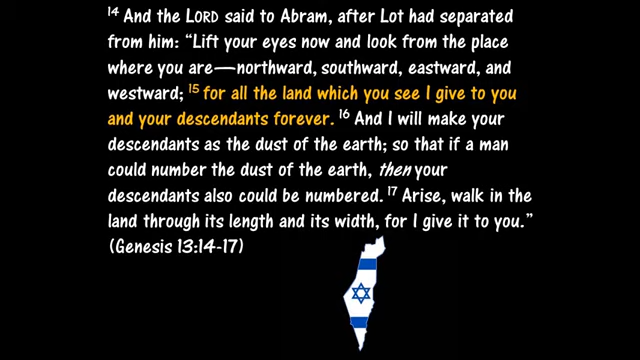 14 And the LORD said to Abram, after Lot had separated
from him: “Lift your eyes now and look from the place
where you are—northward, southward, eastward, and
westward; 15 for all the land which you see I give to you
and your descendants forever. 16 And I will make your
descendants as the dust of the earth; so that if a man
could number the dust of the earth, then your
descendants also could be numbered. 17 Arise, walk in the
land through its length and its width, for I give it to you.”
(Genesis 13:14-17)